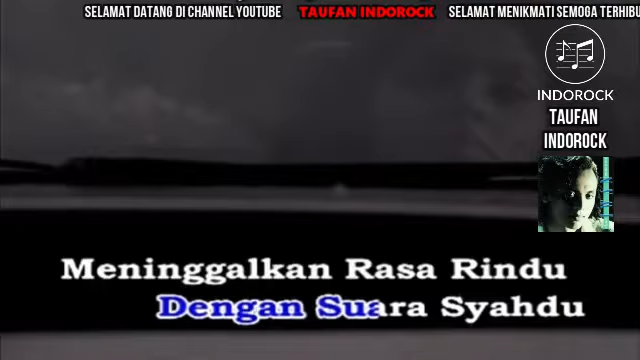 SELAMAT DATANG DI CHANNEL YOUTUBE TAUFAN INDOROCK SELAMAT MENIKMATI SEMOGA TERHIBU
INDOROCK
TAUFAN
INDOROCK
Meninggalkan Rasa Rindu
Dengan Suara Syahdu